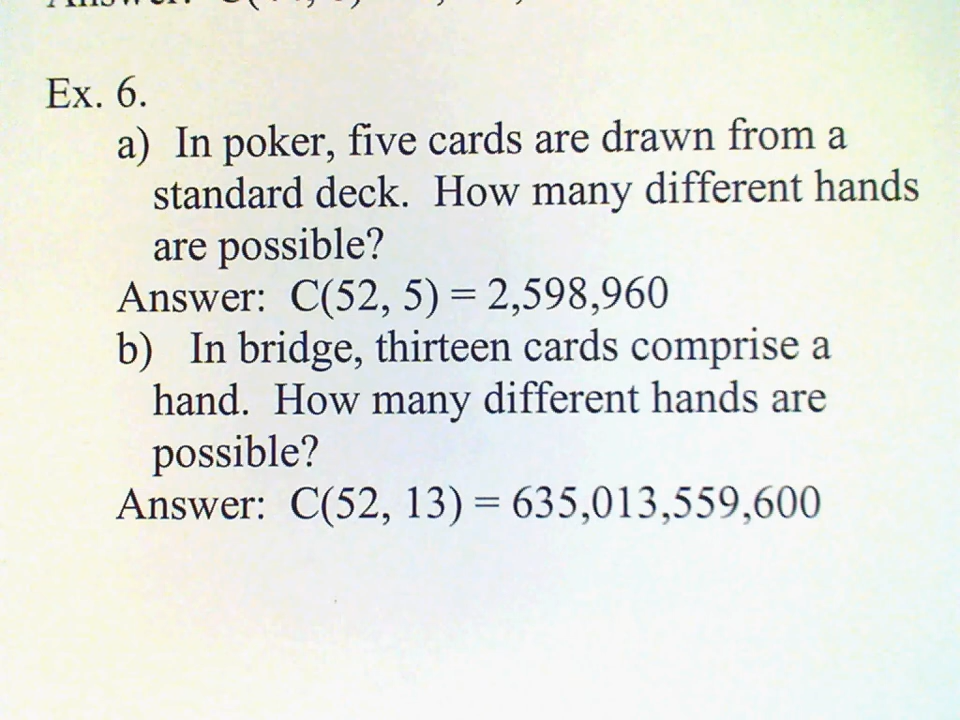 Ex. 6.
a) In poker, five cards are drawn from a
standard deck. How many different hands
are possible?
Answer: C(52, 5) = 2,598,960
b) In bridge, thirteen cards comprise a
hand. How many different hands are
possible?
Answer: C(52, 13) = 635,013,559,600